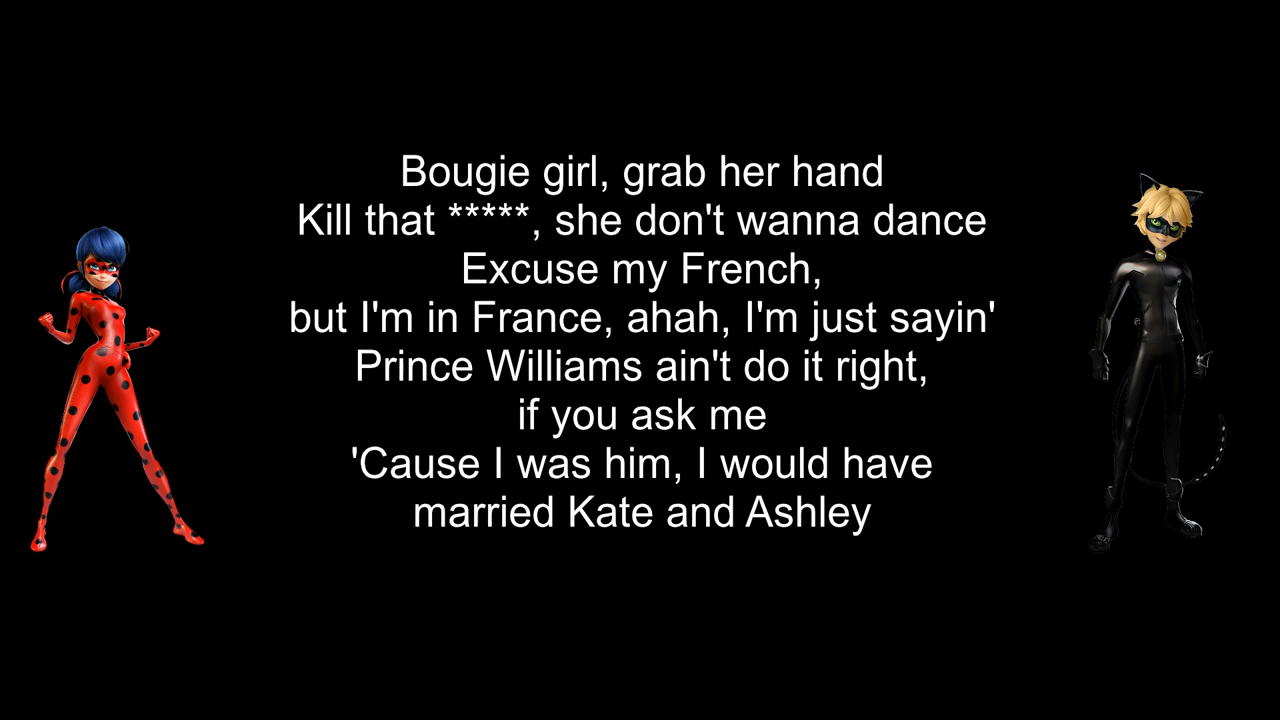 Bougie girl, grab her hand
Kill that *****, she don't wanna dance
Excuse my French,
but I'm in France, ahah, I'm just sayin'
Prince Williams ain't do it right,
if you ask me
'Cause I was him, I would have
married Kate and Ashley